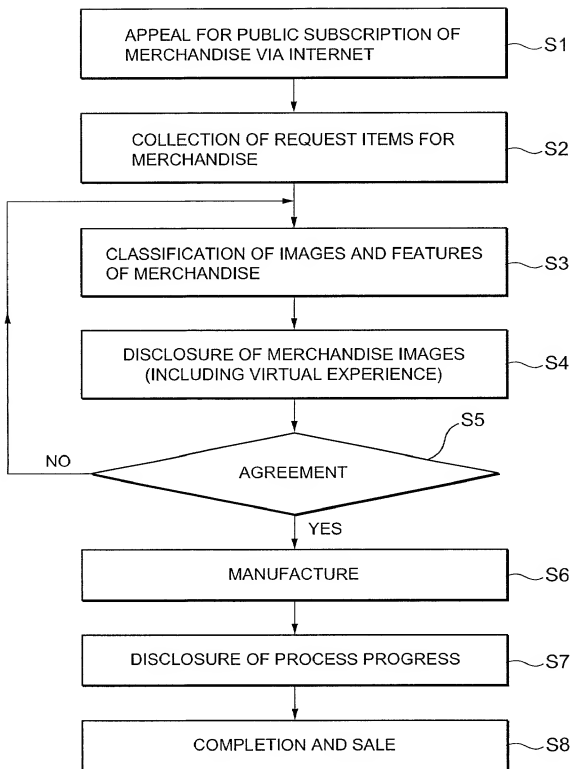 APPEAL FOR PUBLIC SUBSCRIPTION OF
MERCHANDISE VIA INTERNET
S1
COLLECTION OF REQUEST ITEMS FOR
MERCHANDISE
S2
CLASSIFICATION OF IMAGES AND FEATURES
OF MERCHANDISE
S3
DISCLOSURE OF MERCHANDISE IMAGES
(INCLUDING VIRTUAL EXPERIENCE)
S4
S5
NO
AGREEMENT
YES
MANUFACTURE
S6
DISCLOSURE OF PROCESS PROGRESS
S7
COMPLETION AND SALE
S8